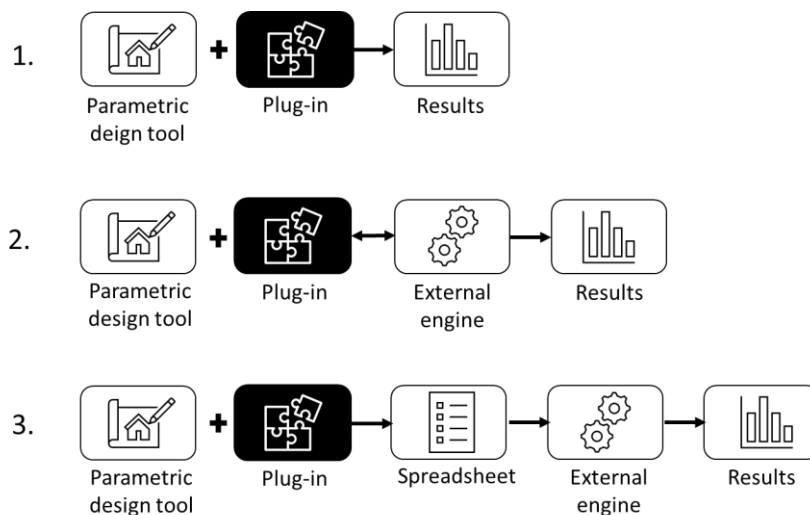 1.
+
Parametric
deign tool
Plug-in
Results
2.
+
Parametric
design tool
Plug-in
External
engine
Results
3.
+
Parametric
design tool
Plug-in
Spreadsheet
External
engine
Results